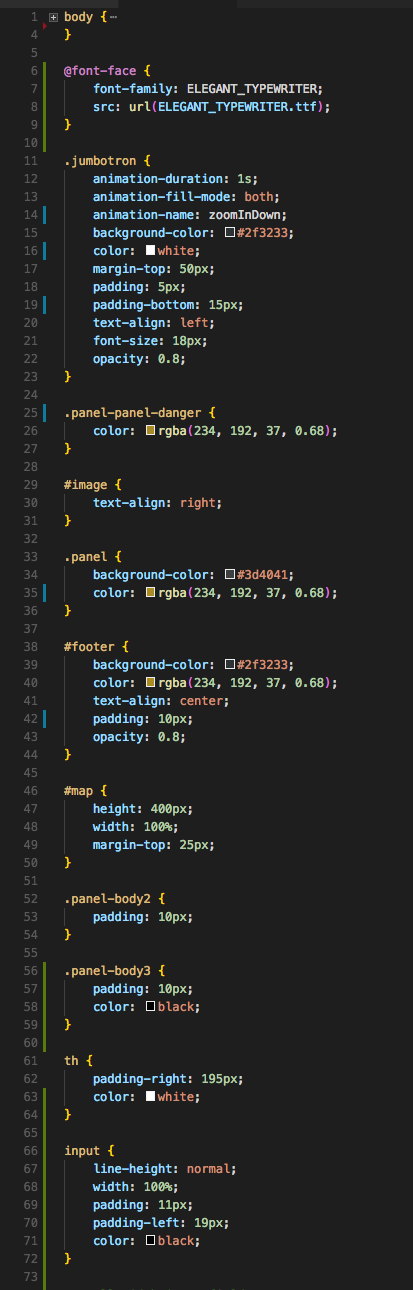 1 body { ⋯
4 }
5
6 @font-face {
7     font-family: ELEGANT_TYPEWRITER;
8     src: url(ELEGANT_TYPEWRITER.ttf);
9 }
10
11 .jumbotron {
12     animation-duration: 1s;
13     animation-fill-mode: both;
14     animation-name: zoomInDown;
15     background-color: #2f3233;
16     color: white;
17     margin-top: 50px;
18     padding: 5px;
19     padding-bottom: 15px;
20     text-align: left;
21     font-size: 18px;
22     opacity: 0.8;
23 }
24
25 .panel-panel-danger {
26     color: rgba(234, 192, 37, 0.68);
27 }
28
29 #image {
30     text-align: right;
31 }
32
33 .panel {
34     background-color: #3d4041;
35     color: rgba(234, 192, 37, 0.68);
36 }
37
38 #footer {
39     background-color: #2f3233;
40     color: rgba(234, 192, 37, 0.68);
41     text-align: center;
42     padding: 10px;
43     opacity: 0.8;
44 }
45
46 #map {
47     height: 400px;
48     width: 100%;
49     margin-top: 25px;
50 }
51
52 .panel-body2 {
53     padding: 10px;
54 }
55
56 .panel-body3 {
57     padding: 10px;
58     color: black;
59 }
60
61 th {
62     padding-right: 195px;
63     color: white;
64 }
65
66 input {
67     line-height: normal;
68     width: 100%;
69     padding: 11px;
70     padding-left: 19px;
71     color: black;
72 }
73